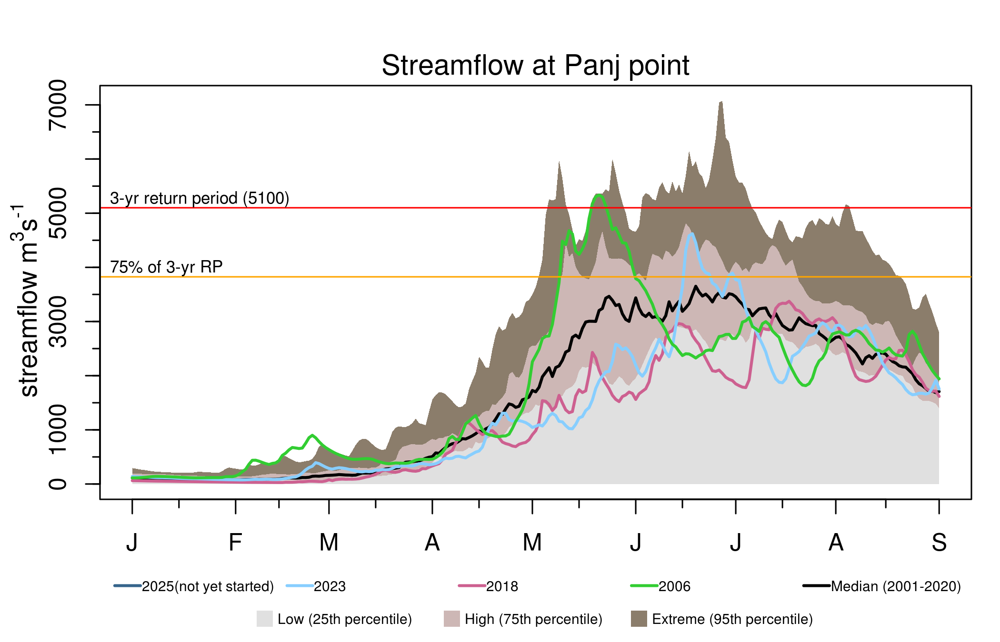 Streamflow at Panj point
streamflow m³s⁻¹
7000
5000
3000
1000
0
3-yr return period (5100)
75% of 3-yr RP
J F M A M J J A S
2025(not yet started) 2023 2018 2006 Median (2001-2020)
Low (25th percentile) High (75th percentile) Extreme (95th percentile)